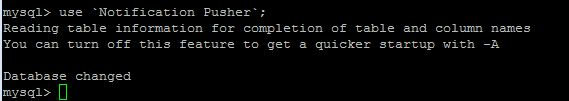 mysql> use `Notification Pusher`;
Reading table information for completion of table and column names
You can turn off this feature to get a quicker startup with -A
Database changed
mysql>